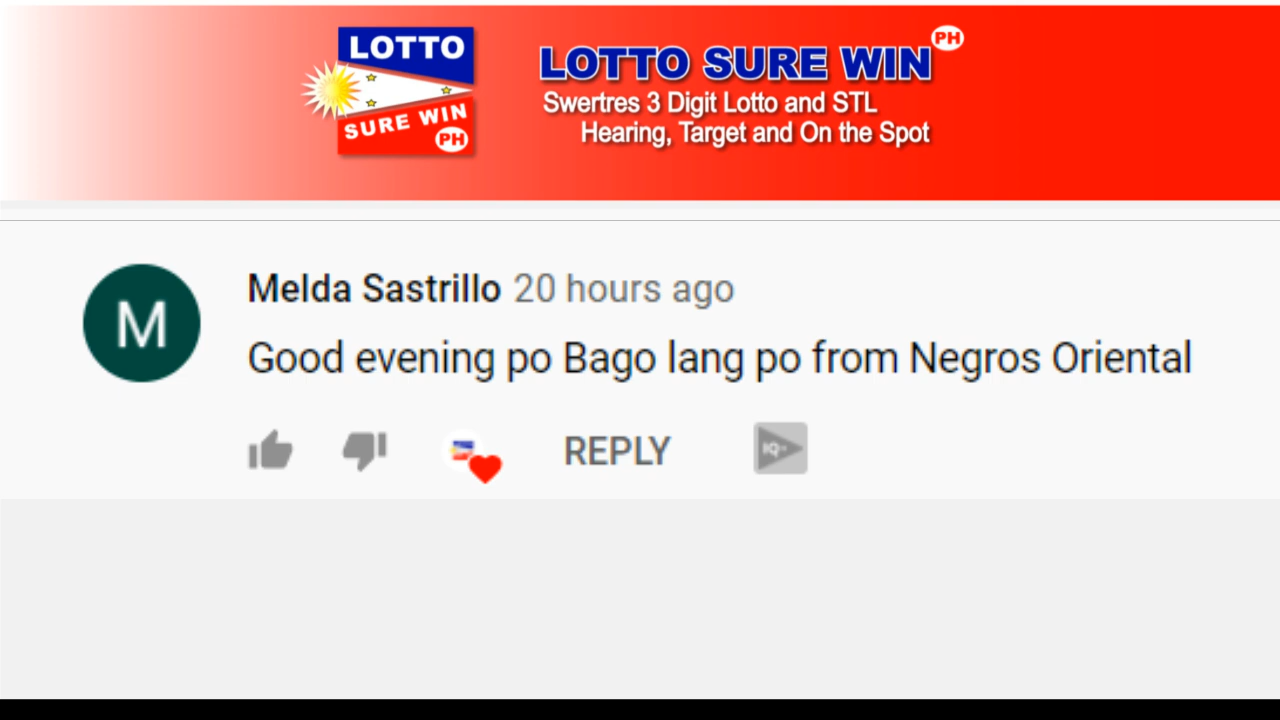 LOTTO
SURE WIN
PH
LOTTO SURE WIN PH
Swertres 3 Digit Lotto and STL
Hearing, Target and On the Spot
M
Melda Sastrillo 20 hours ago
Good evening po Bago lang po from Negros Oriental
REPLY
IQ